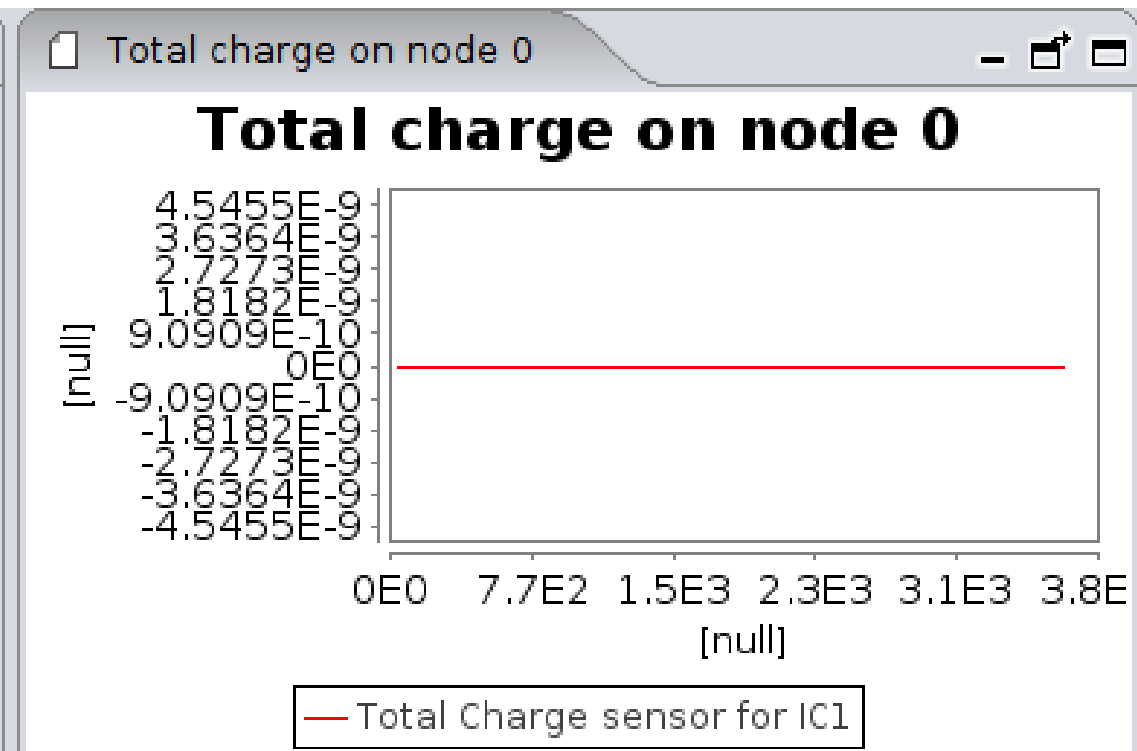 Total charge on node 0
Total charge on node 0
4.5455E-9
3.6364E-9
2.7273E-9
1.8182E-9
9.0909E-10
0E0
-9.0909E-10
-1.8182E-9
-2.7273E-9
-3.6364E-9
-4.5455E-9
[null]
0E0 7.7E2 1.5E3 2.3E3 3.1E3 3.8E
[null]
Total Charge sensor for IC1